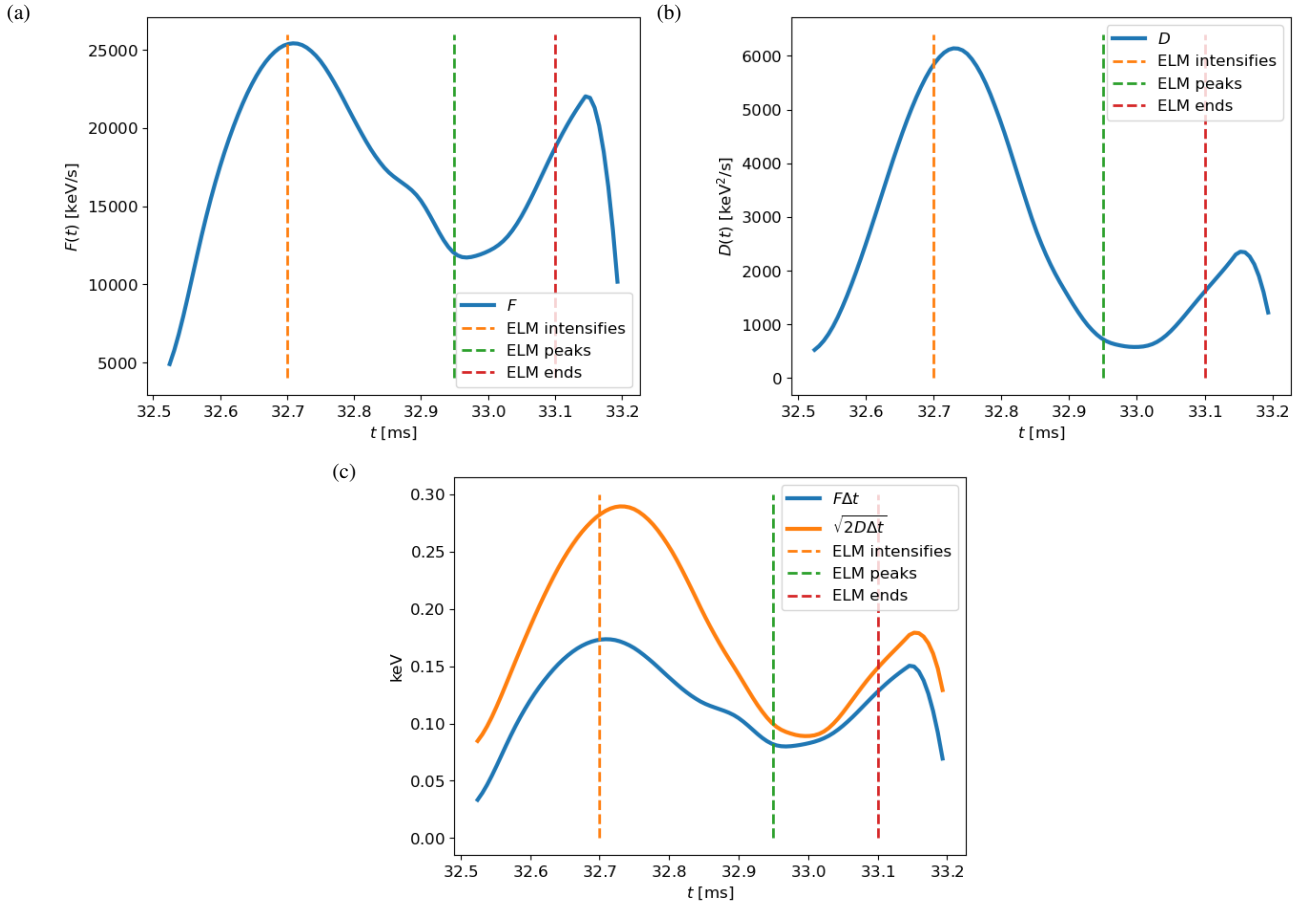 (a)
25000
20000
15000
10000
5000
F(t) [keV/s]
F
ELM intensifies
ELM peaks
ELM ends
32.5 32.6 32.7 32.8 32.9 33.0 33.1 33.2
t [ms]
(b)
6000
5000
4000
3000
2000
1000
0
D(t) [keV²/s]
D
ELM intensifies
ELM peaks
ELM ends
32.5 32.6 32.7 32.8 32.9 33.0 33.1 33.2
t [ms]
(c)
0.30
0.25
0.20
0.15
0.10
0.05
0.00
keV
FΔt
√2DΔt
ELM intensifies
ELM peaks
ELM ends
32.5 32.6 32.7 32.8 32.9 33.0 33.1 33.2
t [ms]